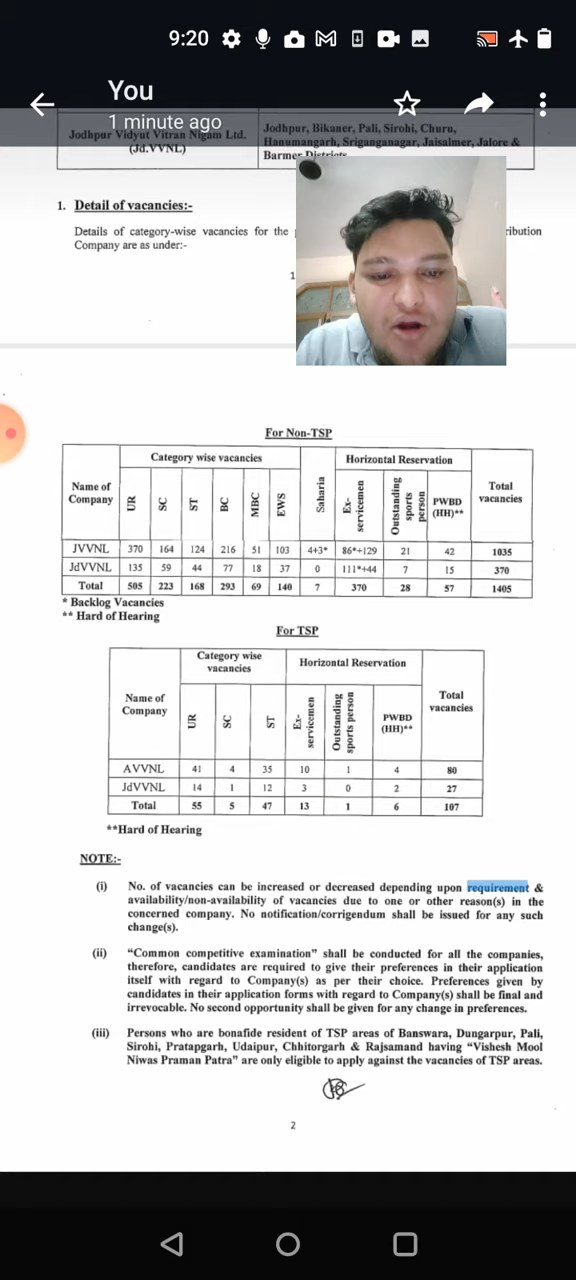 9:20
You
1 minute ago
Jodhpur Vidyut Vitran Nigam Ltd.
(Jd.VVNL)
Jodhpur, Bikaner, Pali, Sirohi, Churu,
Hanumangarh, Sriganganagar, Jaisalmer, Jalore &
Barmer Districts
1. Detail of vacancies:-
Details of category-wise vacancies for the
Company are as under:-
1
For Non-TSP
Name of Company | Category wise vacancies | Saharia | Horizontal Reservation | Total vacancies
UR | SC | ST | BC | MBC | EWS | Ex-servicemen | Outstanding sports person | PWBD (HH)**
JVVNL 370 164 124 216 51 103 4+3* 86*+129 21 42 1035
JdVVNL 135 59 44 77 18 37 0 111*+44 7 15 370
Total 505 223 168 293 69 140 7 370 28 57 1405
* Backlog Vacancies
** Hard of Hearing
For TSP
Name of Company | Category wise vacancies | Horizontal Reservation | Total vacancies
UR | SC | ST | Ex-servicemen | Outstanding sports person | PWBD (HH)**
AVVNL 41 4 35 10 1 4 80
JdVVNL 14 1 12 3 0 2 27
Total 55 5 47 13 1 6 107
**Hard of Hearing
NOTE:-
(i) No. of vacancies can be increased or decreased depending upon requirement &
availability/non-availability of vacancies due to one or other reason(s) in the
concerned company. No notification/corrigendum shall be issued for any such
change(s).
(ii) “Common competitive examination” shall be conducted for all the companies,
therefore, candidates are required to give their preferences in their application
itself with regard to Company(s) as per their choice. Preferences given by
candidates in their application forms with regard to Company(s) shall be final and
irrevocable. No second opportunity shall be given for any change in preferences.
(iii) Persons who are bonafide resident of TSP areas of Banswara, Dungarpur, Pali,
Sirohi, Pratapgarh, Udaipur, Chhitorgarh & Rajsamand having “Vishesh Mool
Niwas Praman Patra” are only eligible to apply against the vacancies of TSP areas.
2